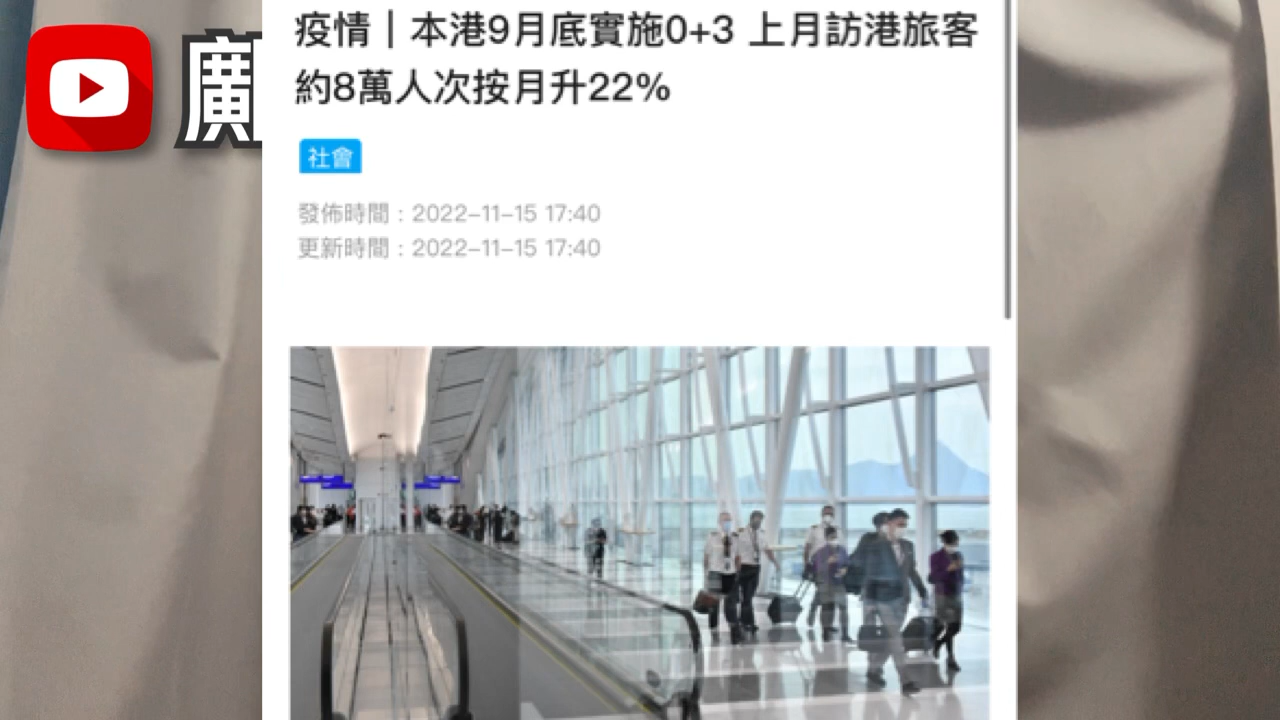 疫情｜本港9月底實施0+3 上月訪港旅客
約8萬人次按月升22%
社會
發佈時間：2022-11-15 17:40
更新時間：2022-11-15 17:40